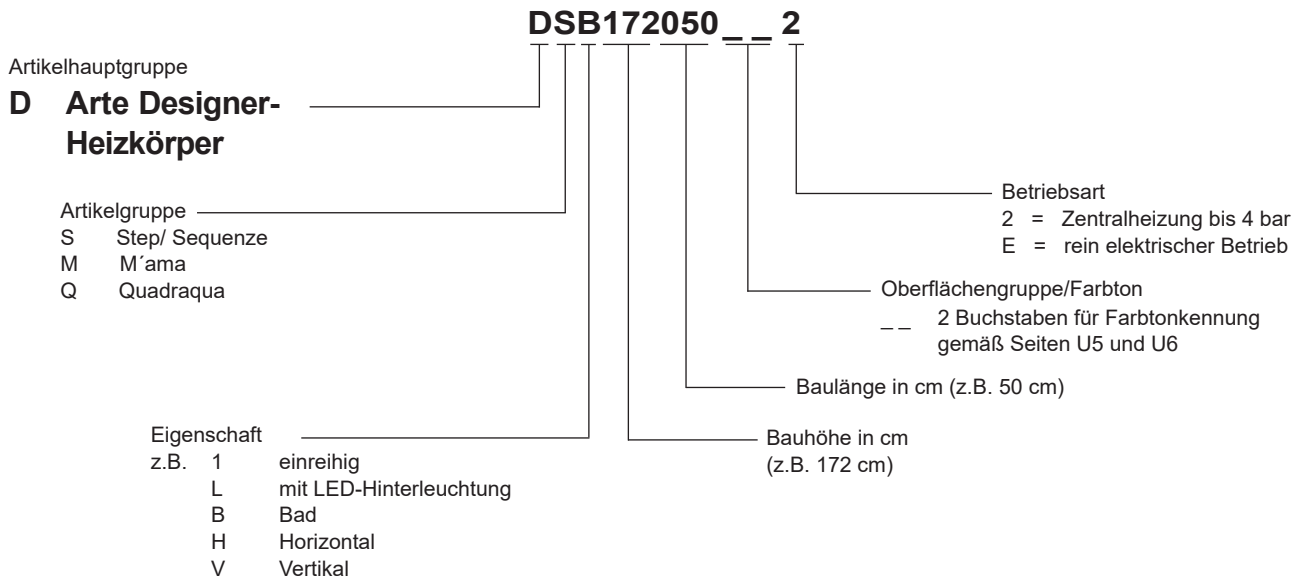 DSB172050_ _ 2
Artikelhauptgruppe
D Arte Designer-
Heizkörper
Artikelgruppe
S Step/ Sequenze
M M´ama
Q Quadraqua
Betriebsart
2 = Zentralheizung bis 4 bar
E = rein elektrischer Betrieb
Oberflächengruppe/Farbton
_ _ 2 Buchstaben für Farbtonkennung
gemäß Seiten U5 und U6
Baulänge in cm (z.B. 50 cm)
Bauhöhe in cm
(z.B. 172 cm)
Eigenschaft
z.B. 1 einreihig
L mit LED-Hinterleuchtung
B Bad
H Horizontal
V Vertikal